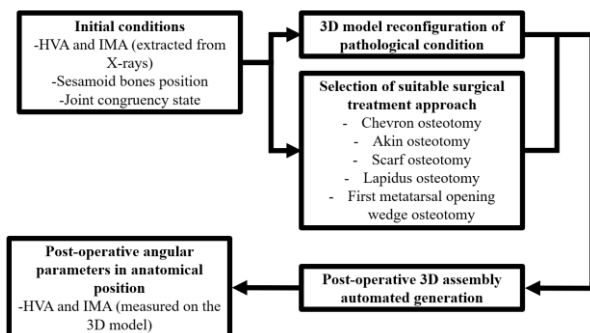 Initial conditions
-HVA and IMA (extracted from
X-rays)
-Sesamoid bones position
-Joint congruency state
3D model reconfiguration of
pathological condition
Selection of suitable surgical
treatment approach
- Chevron osteotomy
- Akin osteotomy
- Scarf osteotomy
- Lapidus osteotomy
- First metatarsal opening
wedge osteotomy
Post-operative angular
parameters in anatomical
position
-HVA and IMA (measured on
the 3D model)
Post-operative 3D assembly
automated generation